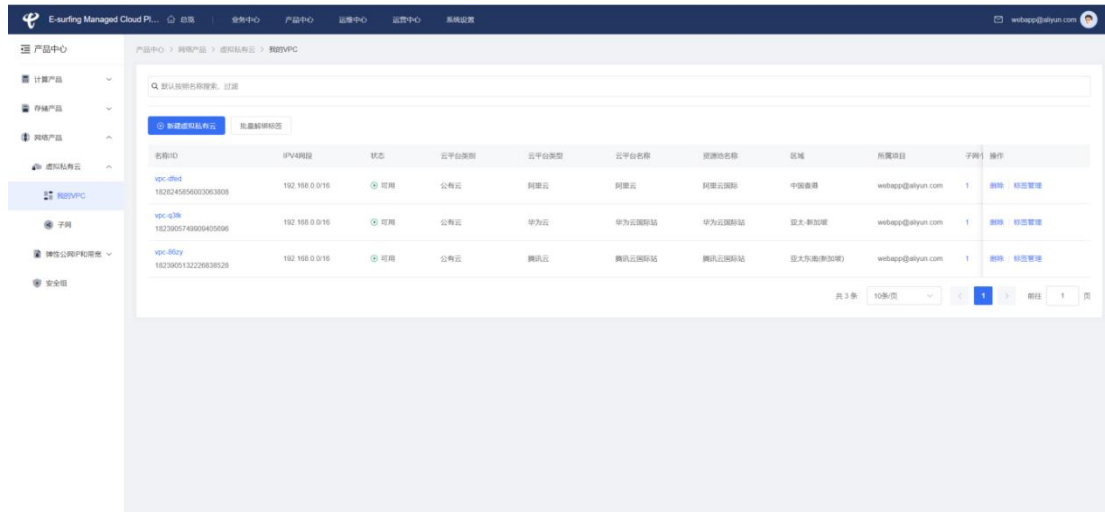 E-surfing Managed Cloud Pl... 总览 业务中心 产品中心 运维中心 运营中心 系统设置 webapp@aliyun.com
产品中心
产品中心 > 网络产品 > 虚拟私有云 > 我的VPC
计算产品
存储产品
网络产品
虚拟私有云
我的VPC
子网
弹性公网IP和带宽
安全组
默认按照名称搜索、过滤
新建虚拟私有云 批量解绑标签
名称/ID IPV4网段 状态 云平台类别 云平台类型 云平台名称 资源池名称 区域 所属项目 子网 操作
vpc-dfed
1826245856003063808 192.168.0.0/16 可用 公有云 阿里云 阿里云 阿里云国际 中国香港 webapp@aliyun.com 1 删除 标签管理
vpc-q3lk
1823905749909405696 192.168.0.0/16 可用 公有云 华为云 华为云国际站 华为云国际站 亚太-新加坡 webapp@aliyun.com 1 删除 标签管理
vpc-86zy
1823905132226838528 192.168.0.0/16 可用 公有云 腾讯云 腾讯云国际站 腾讯云国际站 亚太东南(新加坡) webapp@aliyun.com 1 删除 标签管理
共 3 条 10条/页 < 1 > 前往 1 页